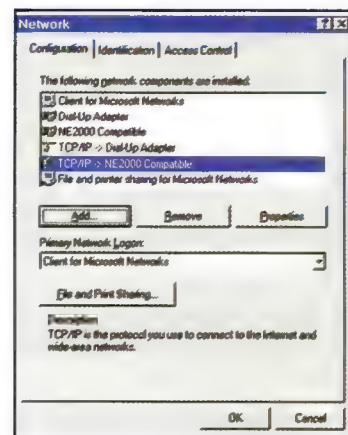 Network
Configuration Identification Access Control
The following network components are installed:
Client for Microsoft Networks
Dial-Up Adapter
NE2000 Compatible
TCP/IP -> Dial-Up Adapter
TCP/IP -> NE2000 Compatible
File and printer sharing for Microsoft Networks
Add... Remove Properties
Primary Network Logon:
Client for Microsoft Networks
File and Print Sharing...
Description
TCP/IP is the protocol you use to connect to the Internet and
wide-area networks.
OK Cancel